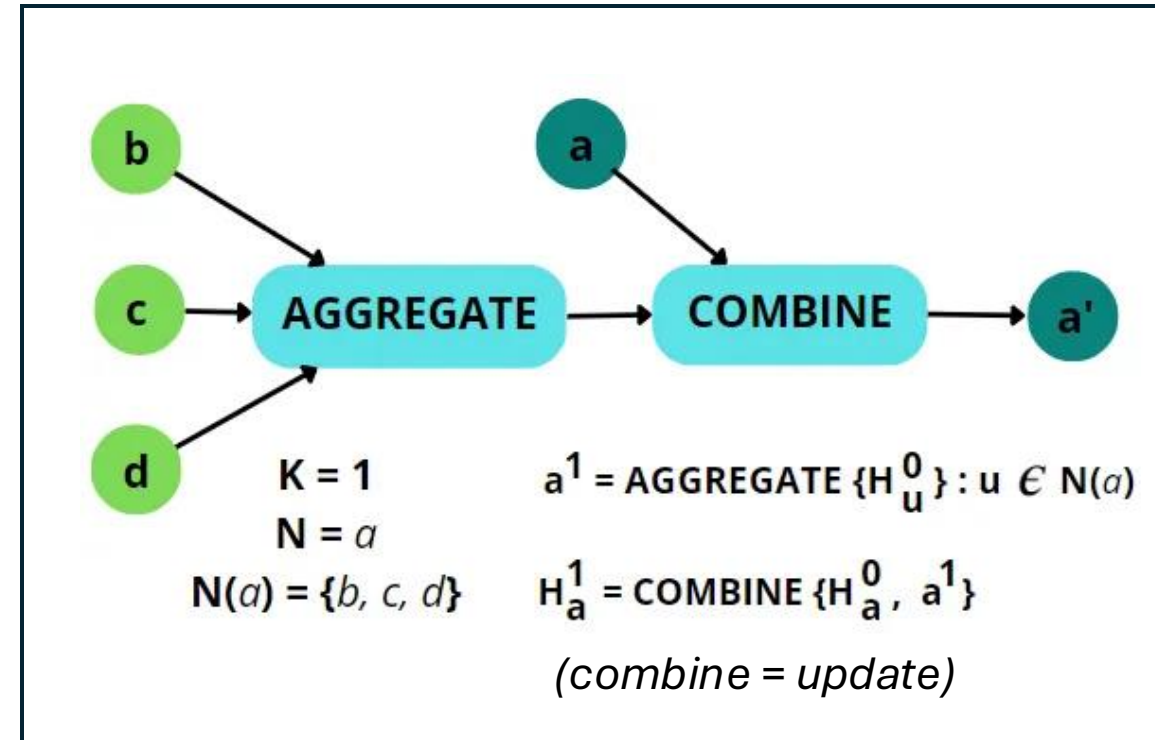 b
a
c
AGGREGATE
COMBINE
a'
d
K = 1
N = a
N(a) = {b, c, d}
a¹ = AGGREGATE {H⁰ᵤ} : u ϵ N(a)
H¹ₐ = COMBINE {H⁰ₐ, a¹}
(combine = update)